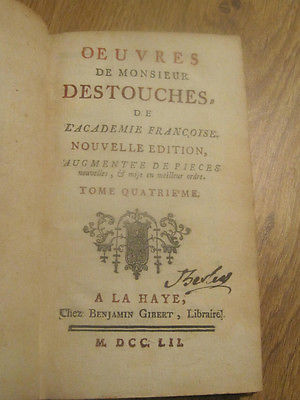 OEUVRES
DE MONSIEUR
DESTOUCHES,
DE
L'ACADEMIE FRANÇOISE.
NOUVELLE EDITION,
AUGMENTÉE DE PIECES
nouvelles, & mise en meilleur ordre.
TOME QUATRIEME.
A LA HAYE,
Chez BENJAMIN GIBERT, Libraire.
M. DCC. LII.